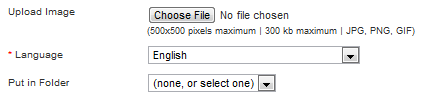 Upload Image Choose File No file chosen
(500x500 pixels maximum | 300 kb maximum | JPG, PNG, GIF)
* Language English
Put in Folder (none, or select one)